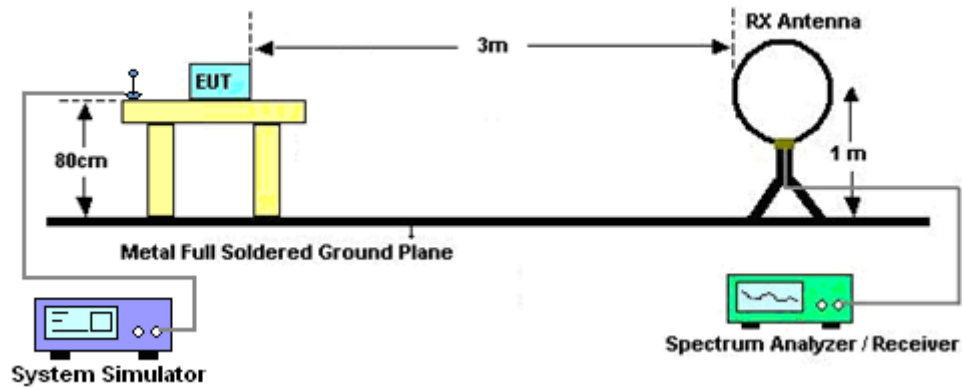 RX Antenna
3m
EUT
80cm
1 m
Metal Full Soldered Ground Plane
System Simulator
Spectrum Analyzer / Receiver